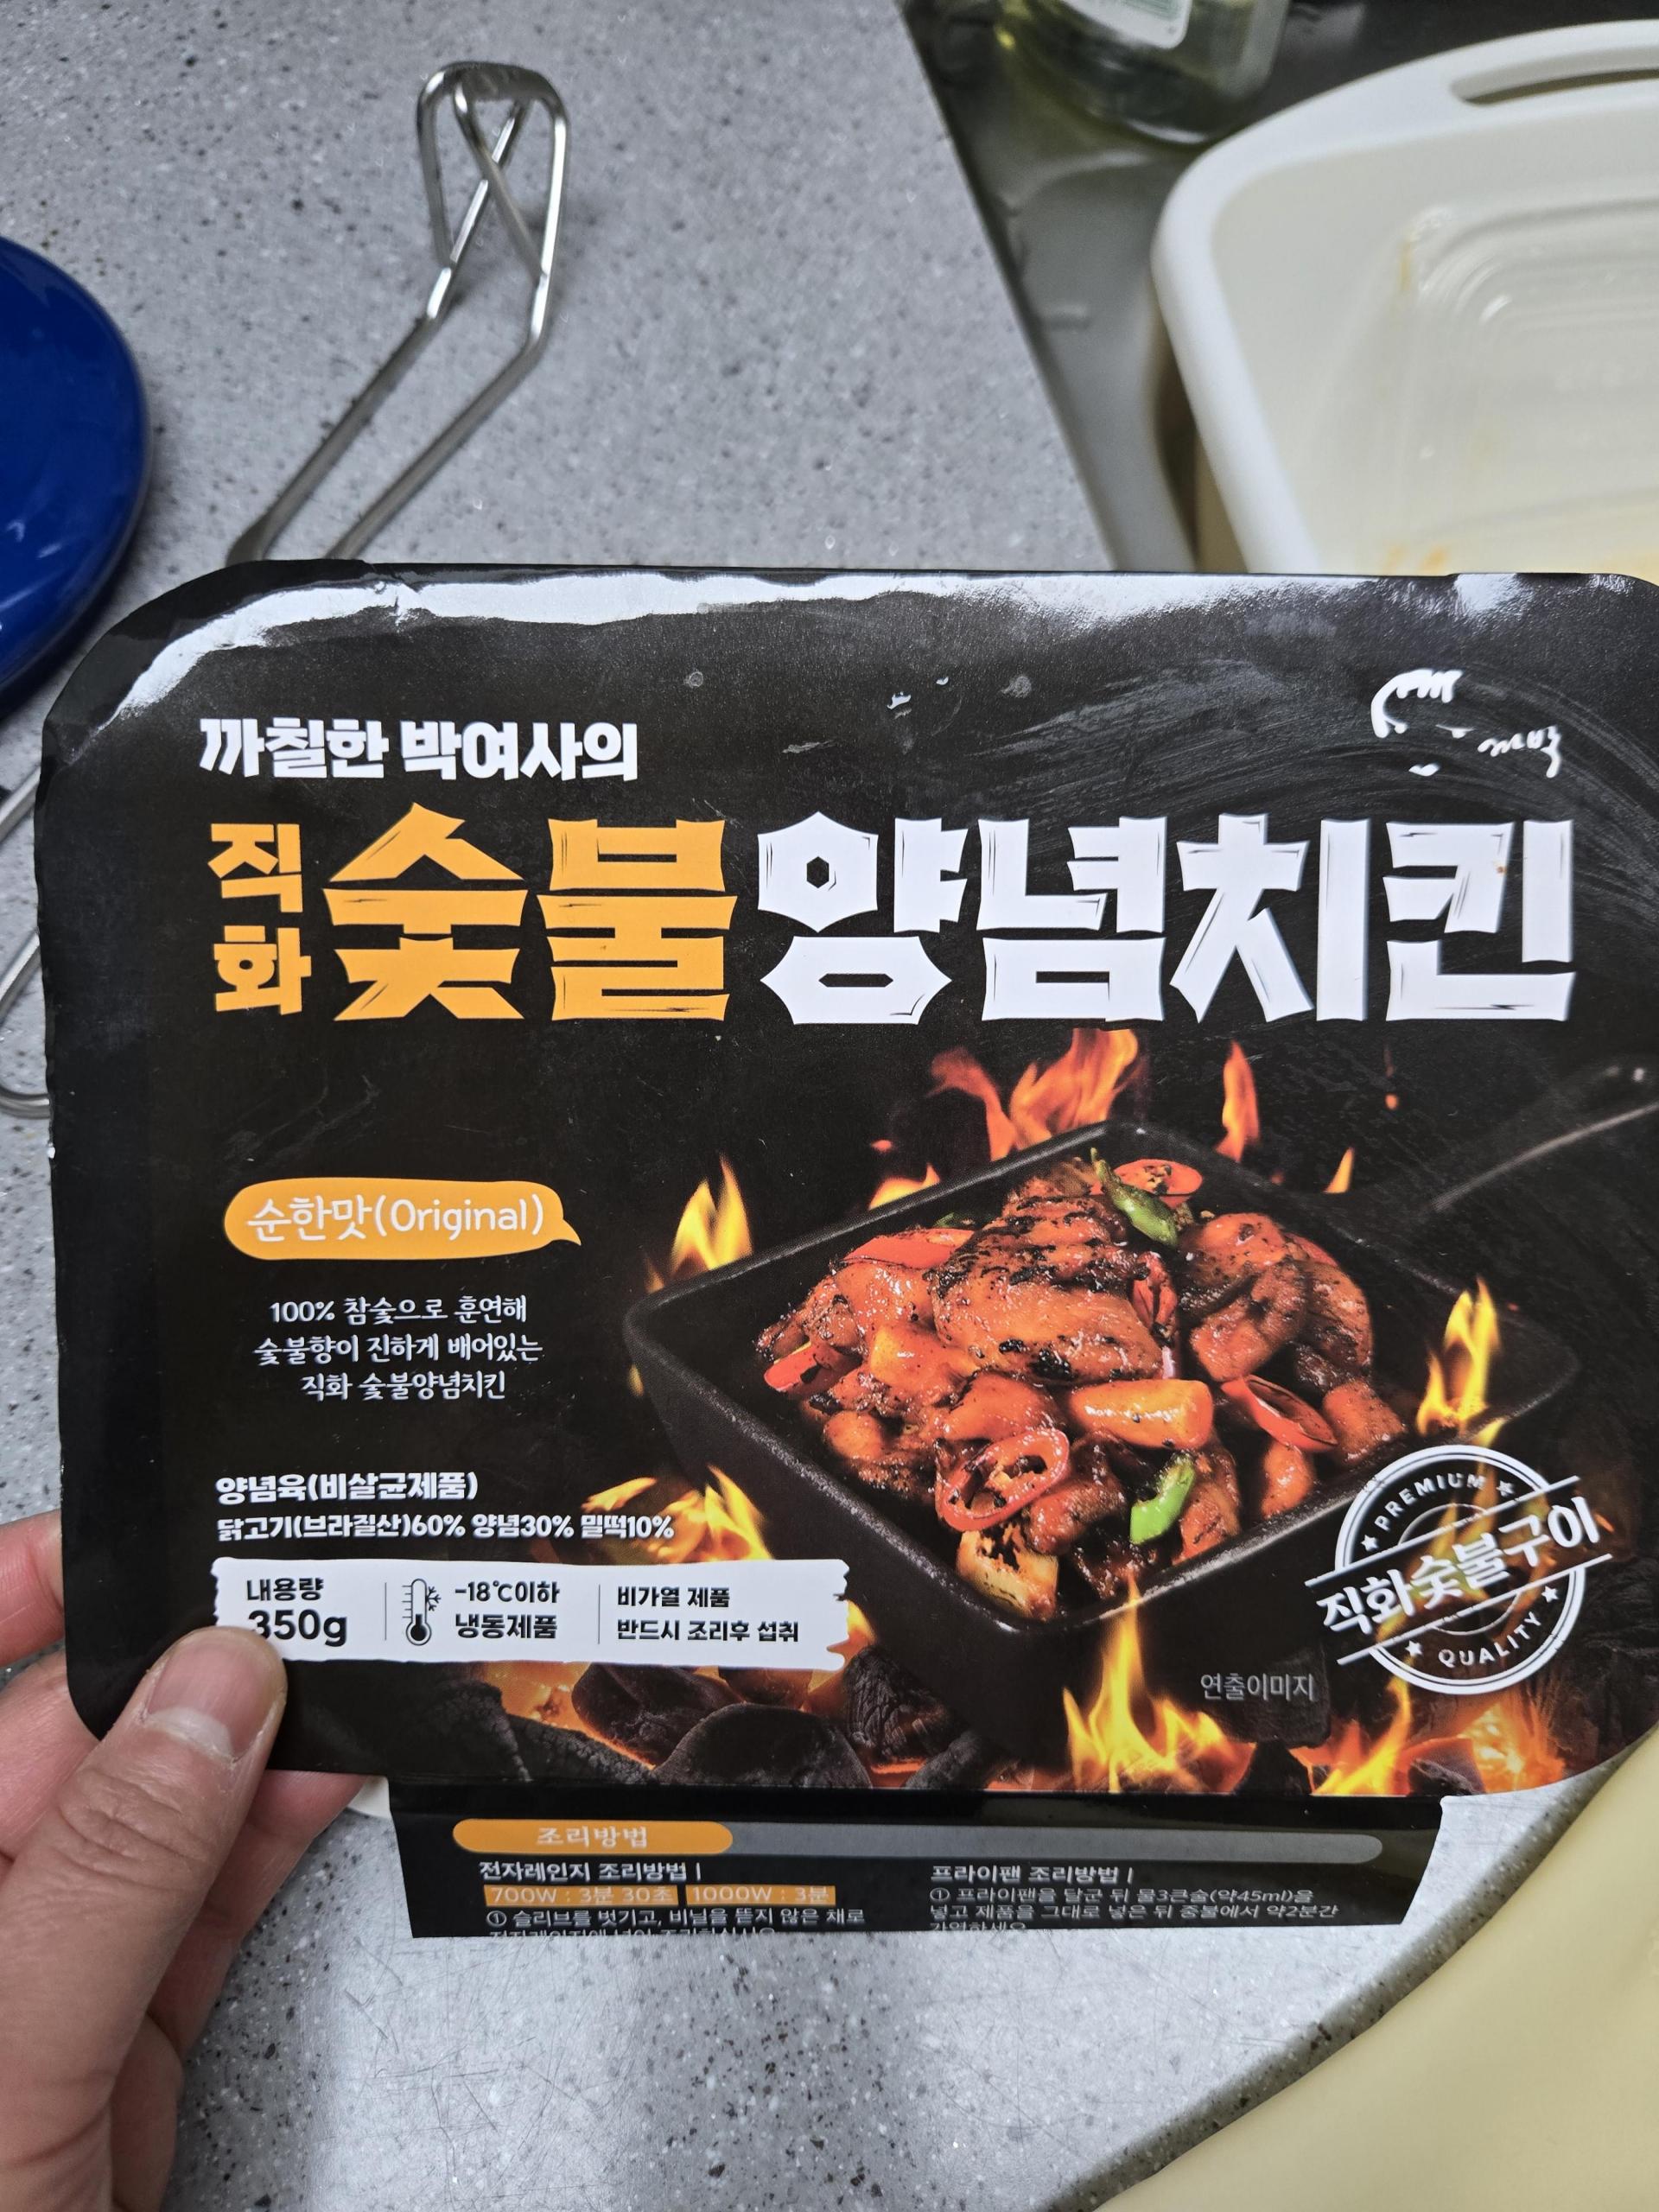 까칠한 박여사의
직화 숯불양념치킨
순한맛(Original)
100% 참숯으로 훈연해
숯불향이 진하게 배어있는
직화 숯불양념치킨
양념육(비살균제품)
닭고기(브라질산)60% 양념30% 밀떡10%
내용량
350g
-18℃이하
냉동제품
비가열 제품
반드시 조리후 섭취
PREMIUM
직화숯불구이
QUALITY
연출이미지
조리방법
전자레인지 조리방법 |
700W : 3분 30초 1000W : 3분
① 슬리브를 벗기고, 비닐을 뜯지 않은 채로
프라이팬 조리방법 |
① 프라이팬을 달군 뒤 물3큰술(약45ml)을
넣고 제품을 그대로 넣은 뒤 중불에서 약2분간